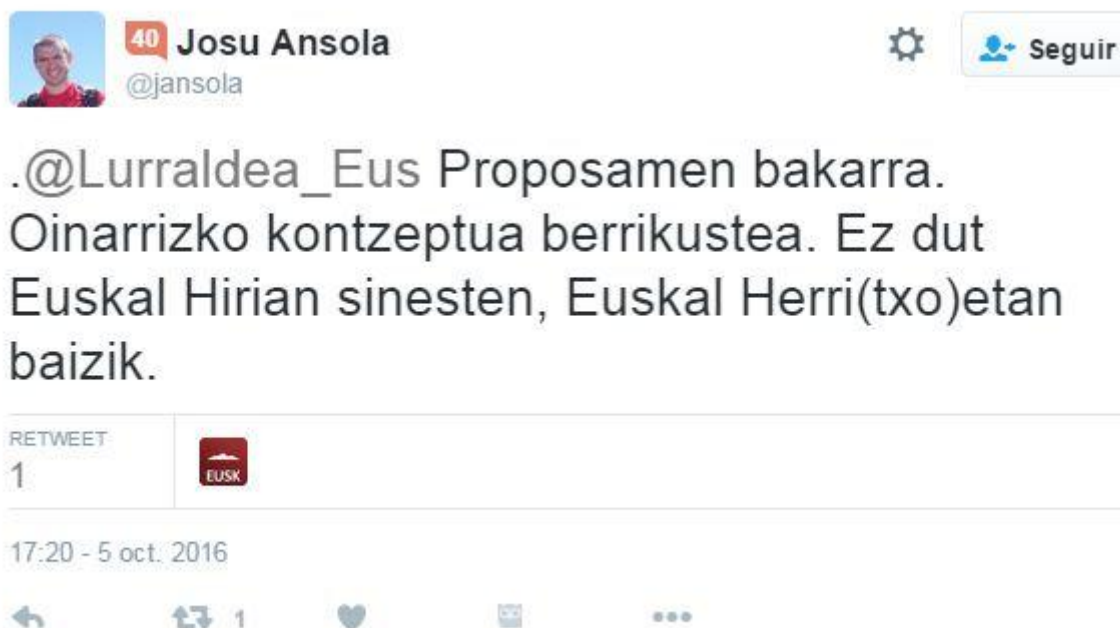 40 Josu Ansola
@jansola
Seguir
.@Lurraldea_Eus Proposamen bakarra.
Oinarrizko kontzeptua berrikustea. Ez dut
Euskal Hirian sinesten, Euskal Herri(txo)etan
baizik.
RETWEET
1
EUSK
17:20 - 5 oct. 2016
1